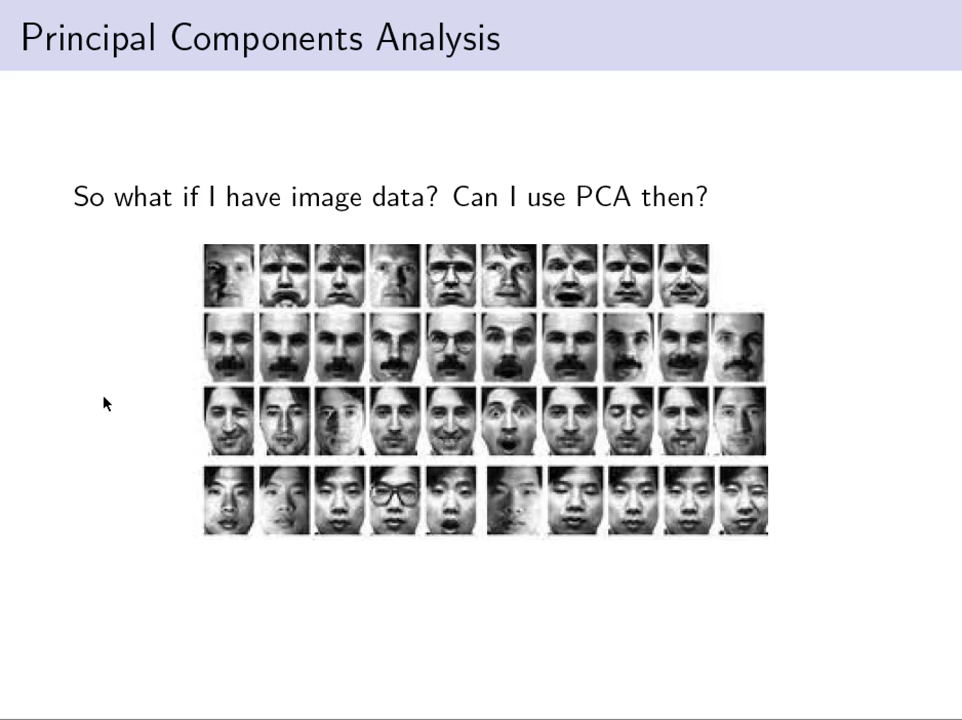 Principal Components Analysis
So what if I have image data? Can I use PCA then?